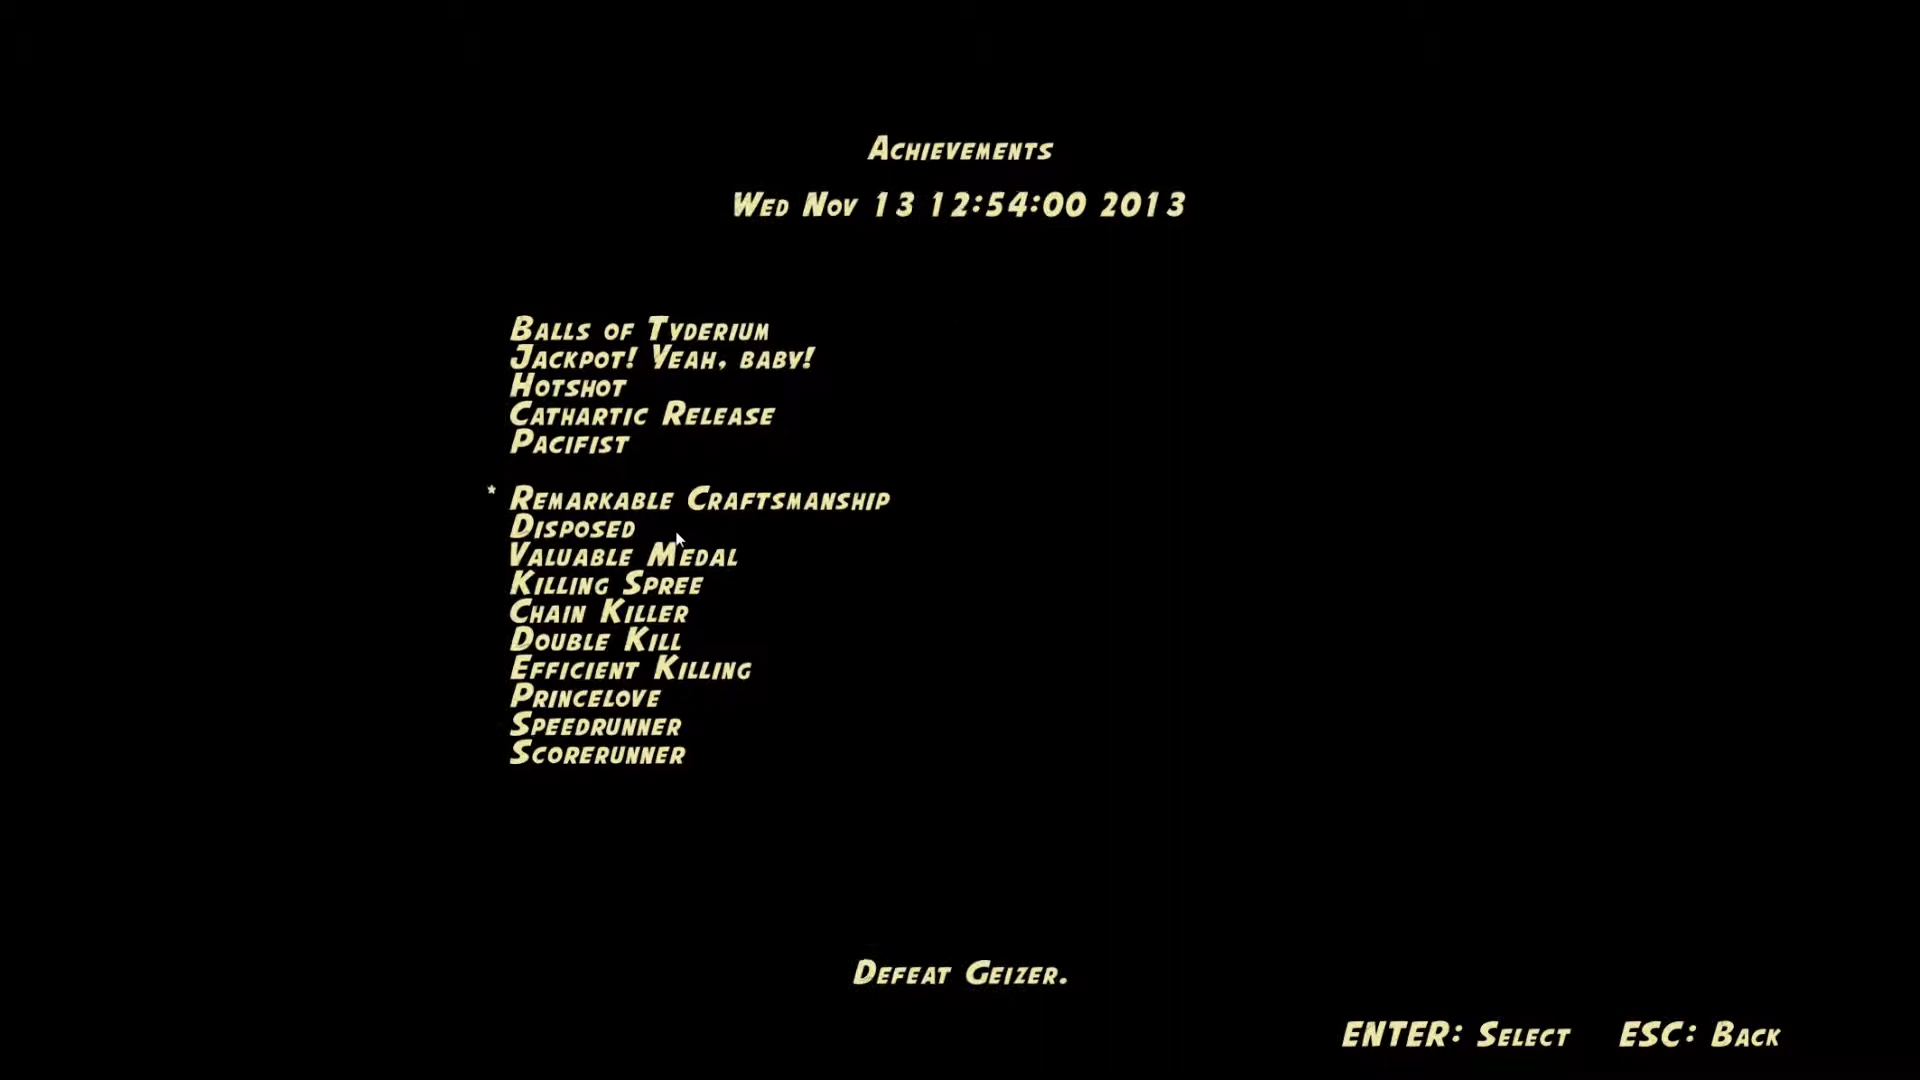 Achievements
Wed Nov 13 12:54:00 2013
Balls of Tyderium
Jackpot! Yeah, baby!
Hotshot
Cathartic Release
Pacifist
* Remarkable Craftsmanship
Disposed
Valuable Medal
Killing Spree
Chain Killer
Double Kill
Efficient Killing
Princelove
Speedrunner
Scorerunner
Defeat Geizer.
ENTER: Select ESC: Back